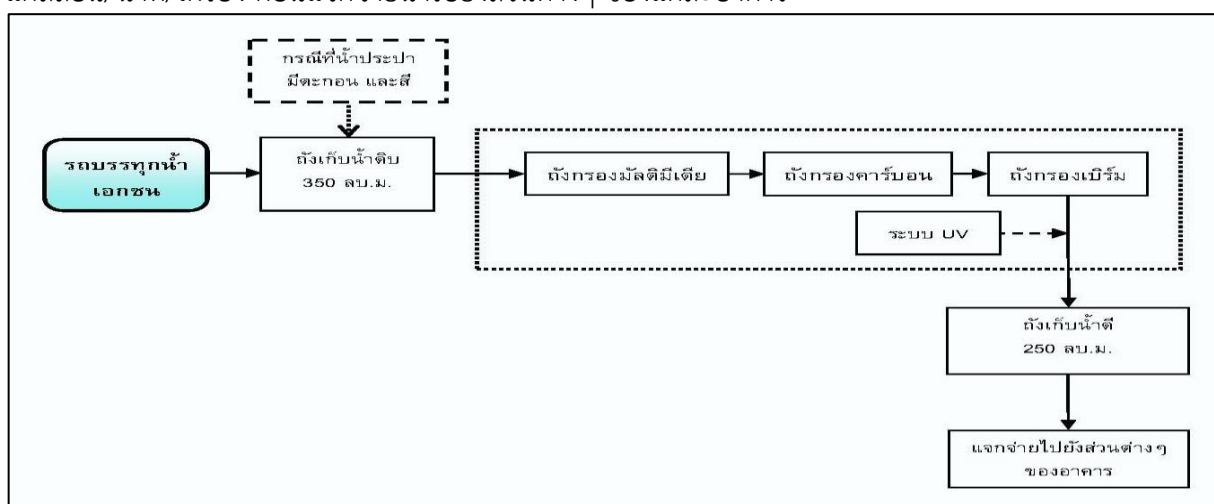 กรณีที่น้ำประปา
มีตะกอน และสี
รถบรรทุกน้ำ
เอกชน
ถังเก็บน้ำดิบ
350 ลบ.ม.
ถังกรองมัลติมีเดีย
ถังกรองคาร์บอน
ถังกรองเบิร์ม
ระบบ UV
ถังเก็บน้ำดี
250 ลบ.ม.
แจกจ่ายไปยังส่วนต่างๆ
ของอาคาร